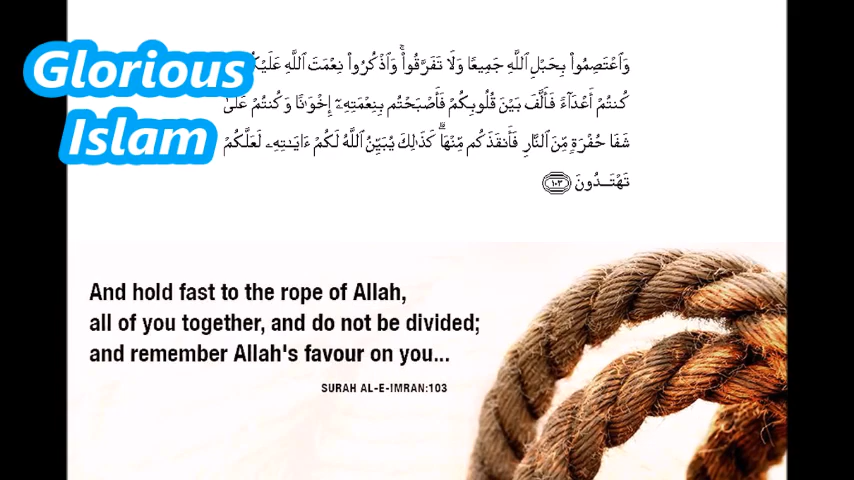 Glorious
Islam
وَٱعْتَصِمُوا۟ بِحَبْلِ ٱللَّهِ جَمِيعًا وَلَا تَفَرَّقُوا۟ ۚ وَٱذْكُرُوا۟ نِعْمَتَ ٱللَّهِ
كُنتُمْ أَعْدَآءً فَأَلَّفَ بَيْنَ قُلُوبِكُمْ فَأَصْبَحْتُم بِنِعْمَتِهِۦٓ إِخْوَٰنًا وَكُنتُمْ عَلَىٰ
شَفَا حُفْرَةٍ مِّنَ ٱلنَّارِ فَأَنقَذَكُم مِّنْهَا ۗ كَذَٰلِكَ يُبَيِّنُ ٱللَّهُ لَكُمْ ءَايَـٰتِهِۦ لَعَلَّكُمْ
تَهْتَدُونَ ١٠٣
And hold fast to the rope of Allah,
all of you together, and do not be divided;
and remember Allah's favour on you...
SURAH AL-E-IMRAN:103